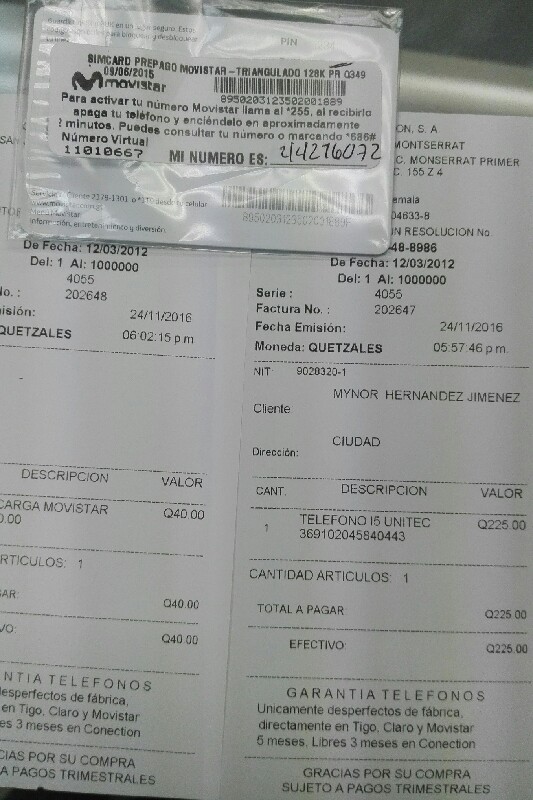 PIN
SIMCARD PREPAGO MOVISTAR -TRIANGULADO 128K PR Q349
09/06/2015
movistar
8950203123502001889
Para activar tu número Movistar llama al *255, al recibirlo
apaga tu teléfono y enciéndelo en aproximadamente
2 minutos. Puedes consultar tu número o marcando *686#
Número Virtual
11010667
MI NUMERO ES: 44276072
información, entretenimiento y diversión.
De Fecha: 12/03/2012
Del: 1 Al: 1000000
4055
No. : 202648
isión: 24/11/2016
QUETZALES 06:02:15 p m
DESCRIPCION VALOR
CARGA MOVISTAR Q40.00
0.00
ARTICULOS: 1
AR: Q40.00
VO: Q40.00
NTIA TELEFONOS
esperfectos de fábrica,
en Tigo, Claro y Movistar
es 3 meses en Conection
CIAS POR SU COMPRA
A PAGOS TRIMESTRALES
ON, S. A
MONTSERRAT
C. MONSERRAT PRIMER
C. 155 Z 4
emala
04633-8
ON RESOLUCION No.
48-8986
De Fecha: 12/03/2012
Del: 1 Al: 1000000
Serie : 4055
Factura No. : 202647
Fecha Emisión: 24/11/2016
Moneda: QUETZALES 05:57:46 p m.
NIT: 9028320-1
MYNOR HERNANDEZ JIMENEZ
Cliente
CIUDAD
Dirección:
CANT. DESCRIPCION VALOR
1 TELEFONO I5 UNITEC Q225.00
369102045840443
CANTIDAD ARTICULOS: 1
TOTAL A PAGAR Q225.00
EFECTIVO: Q225.00
GARANTIA TELEFONOS
Unicamente desperfectos de fábrica,
directamente en Tigo, Claro y Movistar
6 meses, Libres 3 meses en Conection
GRACIAS POR SU COMPRA
SUJETO A PAGOS TRIMESTRALES